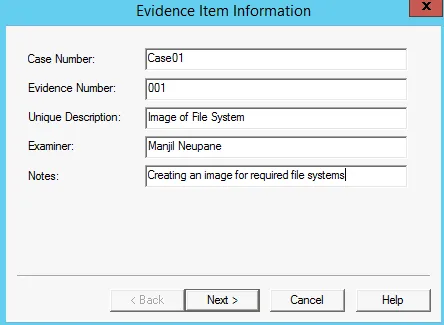 Evidence Item Information
x
Case Number: Case01
Evidence Number: 001
Unique Description: Image of File System
Examiner: Manjil Neupane
Notes: Creating an image for required file systems
< Back Next > Cancel Help